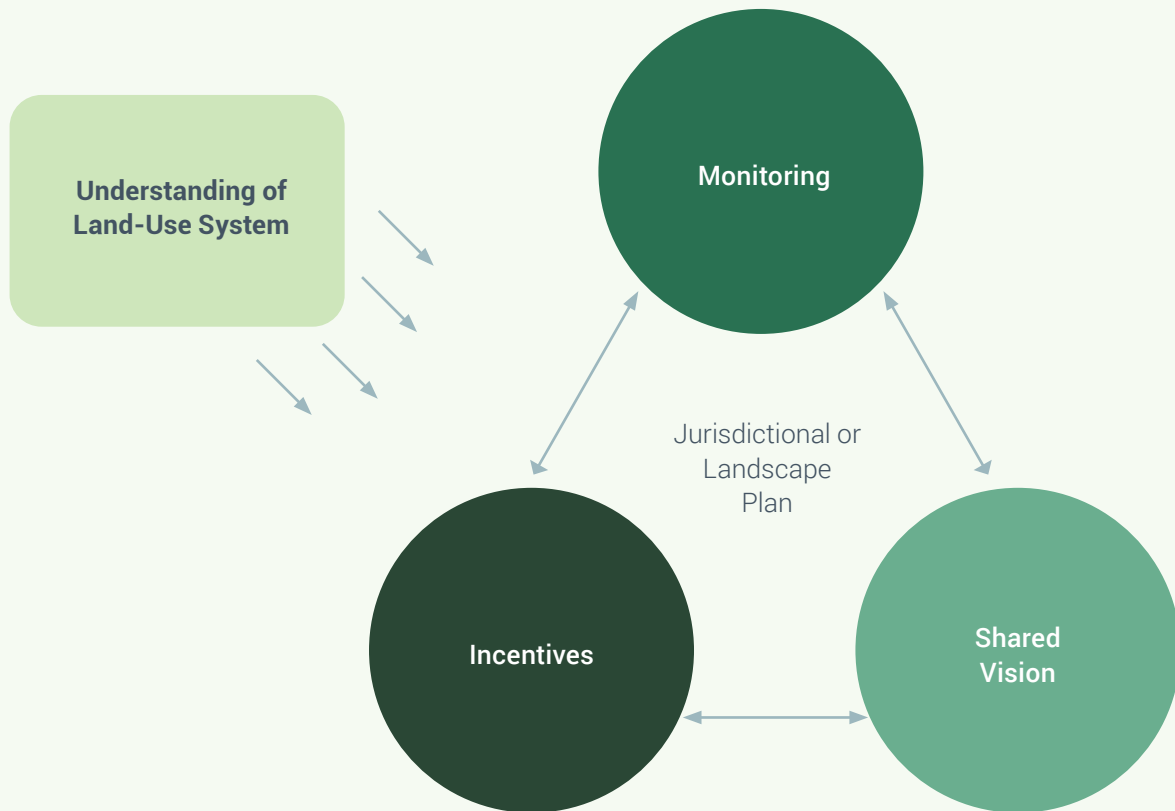 Understanding of
Land-Use System
Monitoring
Jurisdictional or
Landscape
Plan
Incentives
Shared
Vision